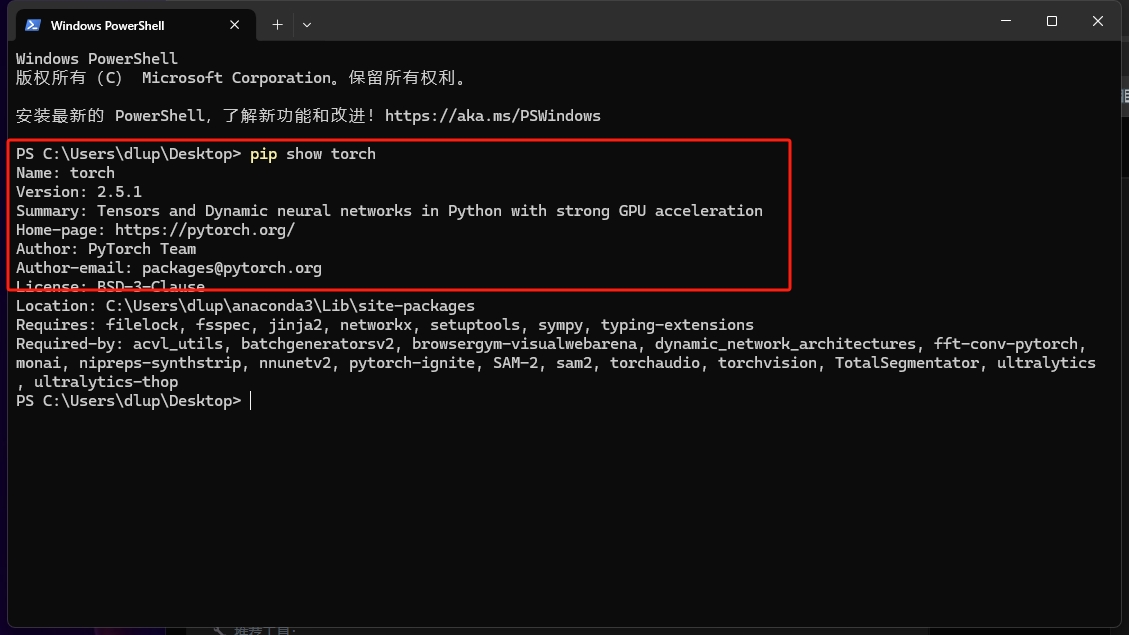 Windows PowerShell
Windows PowerShell
版权所有 (C) Microsoft Corporation。保留所有权利。
安装最新的 PowerShell，了解新功能和改进！https://aka.ms/PSWindows
PS C:\Users\dlup\Desktop> pip show torch
Name: torch
Version: 2.5.1
Summary: Tensors and Dynamic neural networks in Python with strong GPU acceleration
Home-page: https://pytorch.org/
Author: PyTorch Team
Author-email: packages@pytorch.org
License: BSD-3-Clause
Location: C:\Users\dlup\anaconda3\Lib\site-packages
Requires: filelock, fsspec, jinja2, networkx, setuptools, sympy, typing-extensions
Required-by: acvl_utils, batchgeneratorsv2, browsergym-visualwebarena, dynamic_network_architectures, fft-conv-pytorch,
monai, nipreps-synthstrip, nnunetv2, pytorch-ignite, SAM-2, sam2, torchaudio, torchvision, TotalSegmentator, ultralytics
, ultralytics-thop
PS C:\Users\dlup\Desktop>